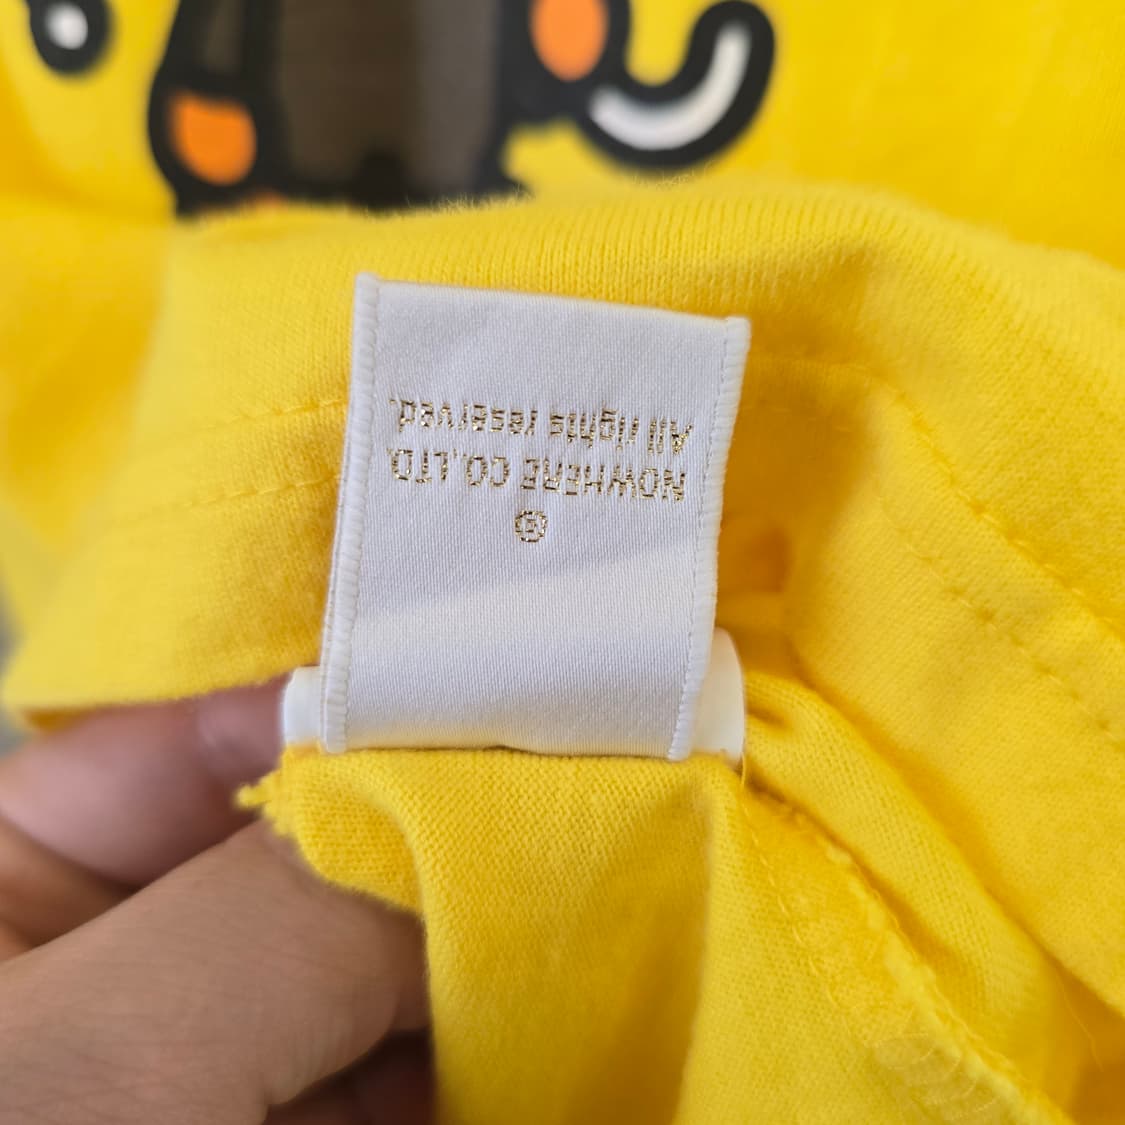 ®
NOWHERE CO.,LTD.
All rights reserved.